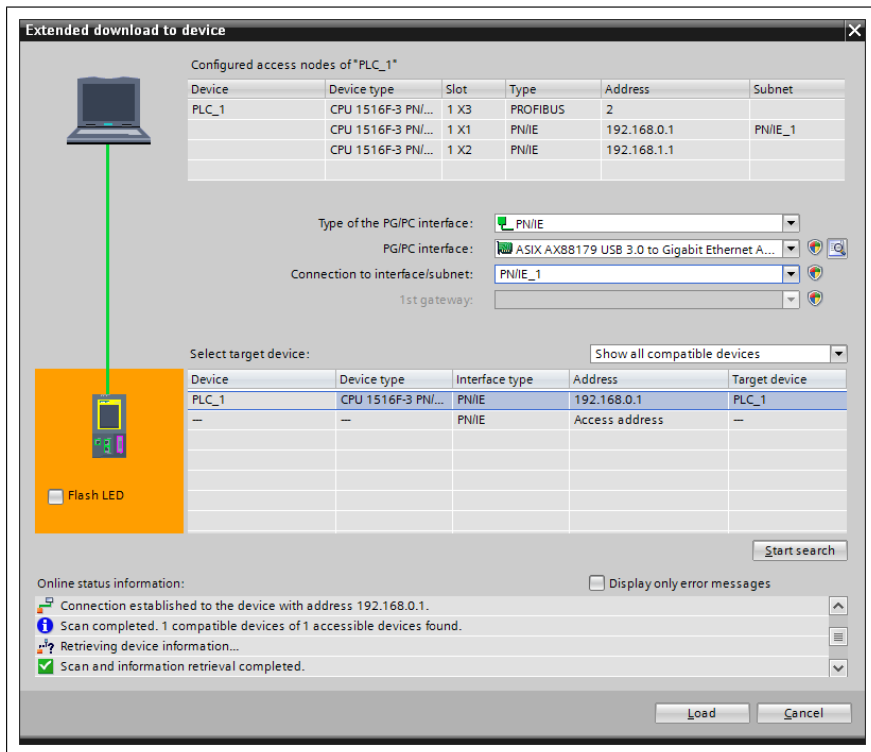 Extended download to device
Configured access nodes of "PLC_1"
Device Device type Slot Type Address Subnet
PLC_1 CPU 1516F-3 PN/... 1 X3 PROFIBUS 2
CPU 1516F-3 PN/... 1 X1 PN/IE 192.168.0.1 PN/IE_1
CPU 1516F-3 PN/... 1 X2 PN/IE 192.168.1.1
Type of the PG/PC interface: PN/IE
PG/PC interface: ASIX AX88179 USB 3.0 to Gigabit Ethernet A...
Connection to interface/subnet: PN/IE_1
1st gateway:
Select target device: Show all compatible devices
Device Device type Interface type Address Target device
PLC_1 CPU 1516F-3 PN/... PN/IE 192.168.0.1 PLC_1
— — PN/IE Access address —
Flash LED
Start search
Online status information: Display only error messages
Connection established to the device with address 192.168.0.1.
Scan completed. 1 compatible devices of 1 accessible devices found.
Retrieving device information...
Scan and information retrieval completed.
Load Cancel